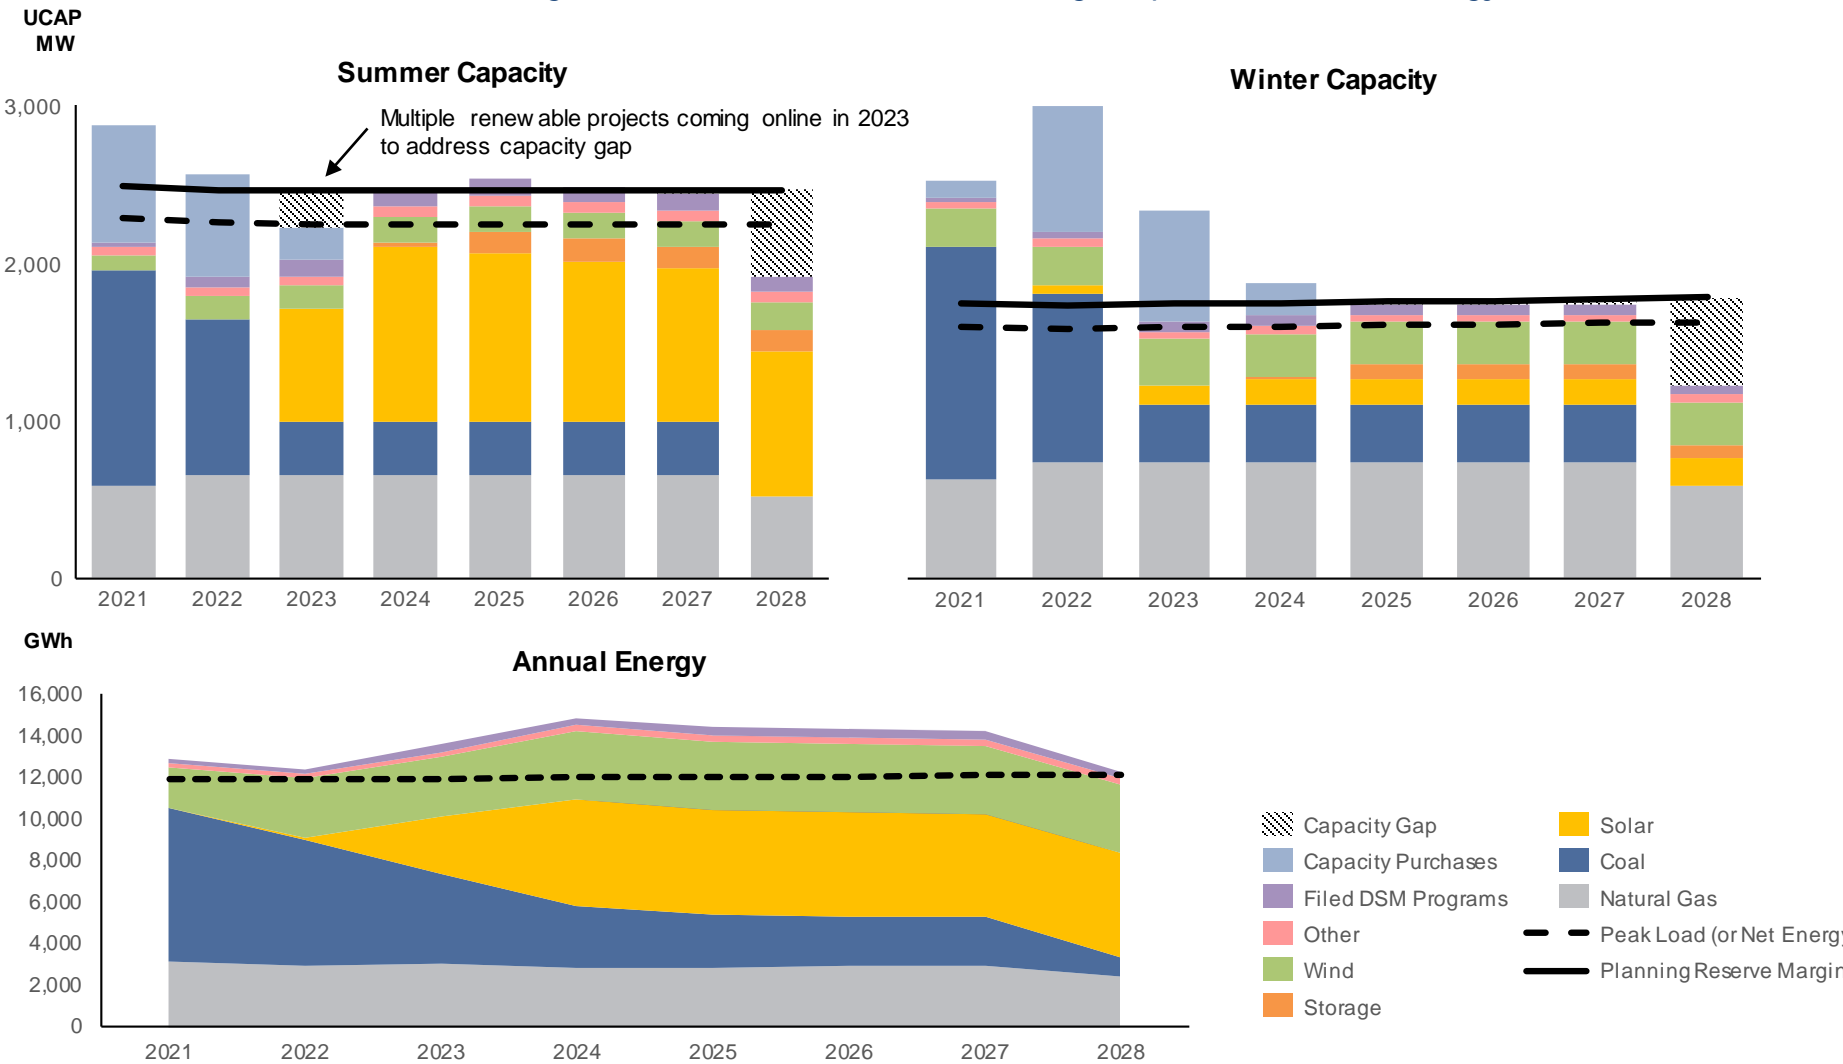 UCAP
MW
Summer Capacity
Winter Capacity
Multiple renewable projects coming online in 2023
to address capacity gap
3,000
2,000
1,000
0
2021 2022 2023 2024 2025 2026 2027 2028
2021 2022 2023 2024 2025 2026 2027 2028
GWh
Annual Energy
16,000
14,000
12,000
10,000
8,000
6,000
4,000
2,000
0
2021 2022 2023 2024 2025 2026 2027 2028
Capacity Gap
Capacity Purchases
Filed DSM Programs
Other
Wind
Storage
Solar
Coal
Natural Gas
Peak Load (or Net Energy
Planning Reserve Margin